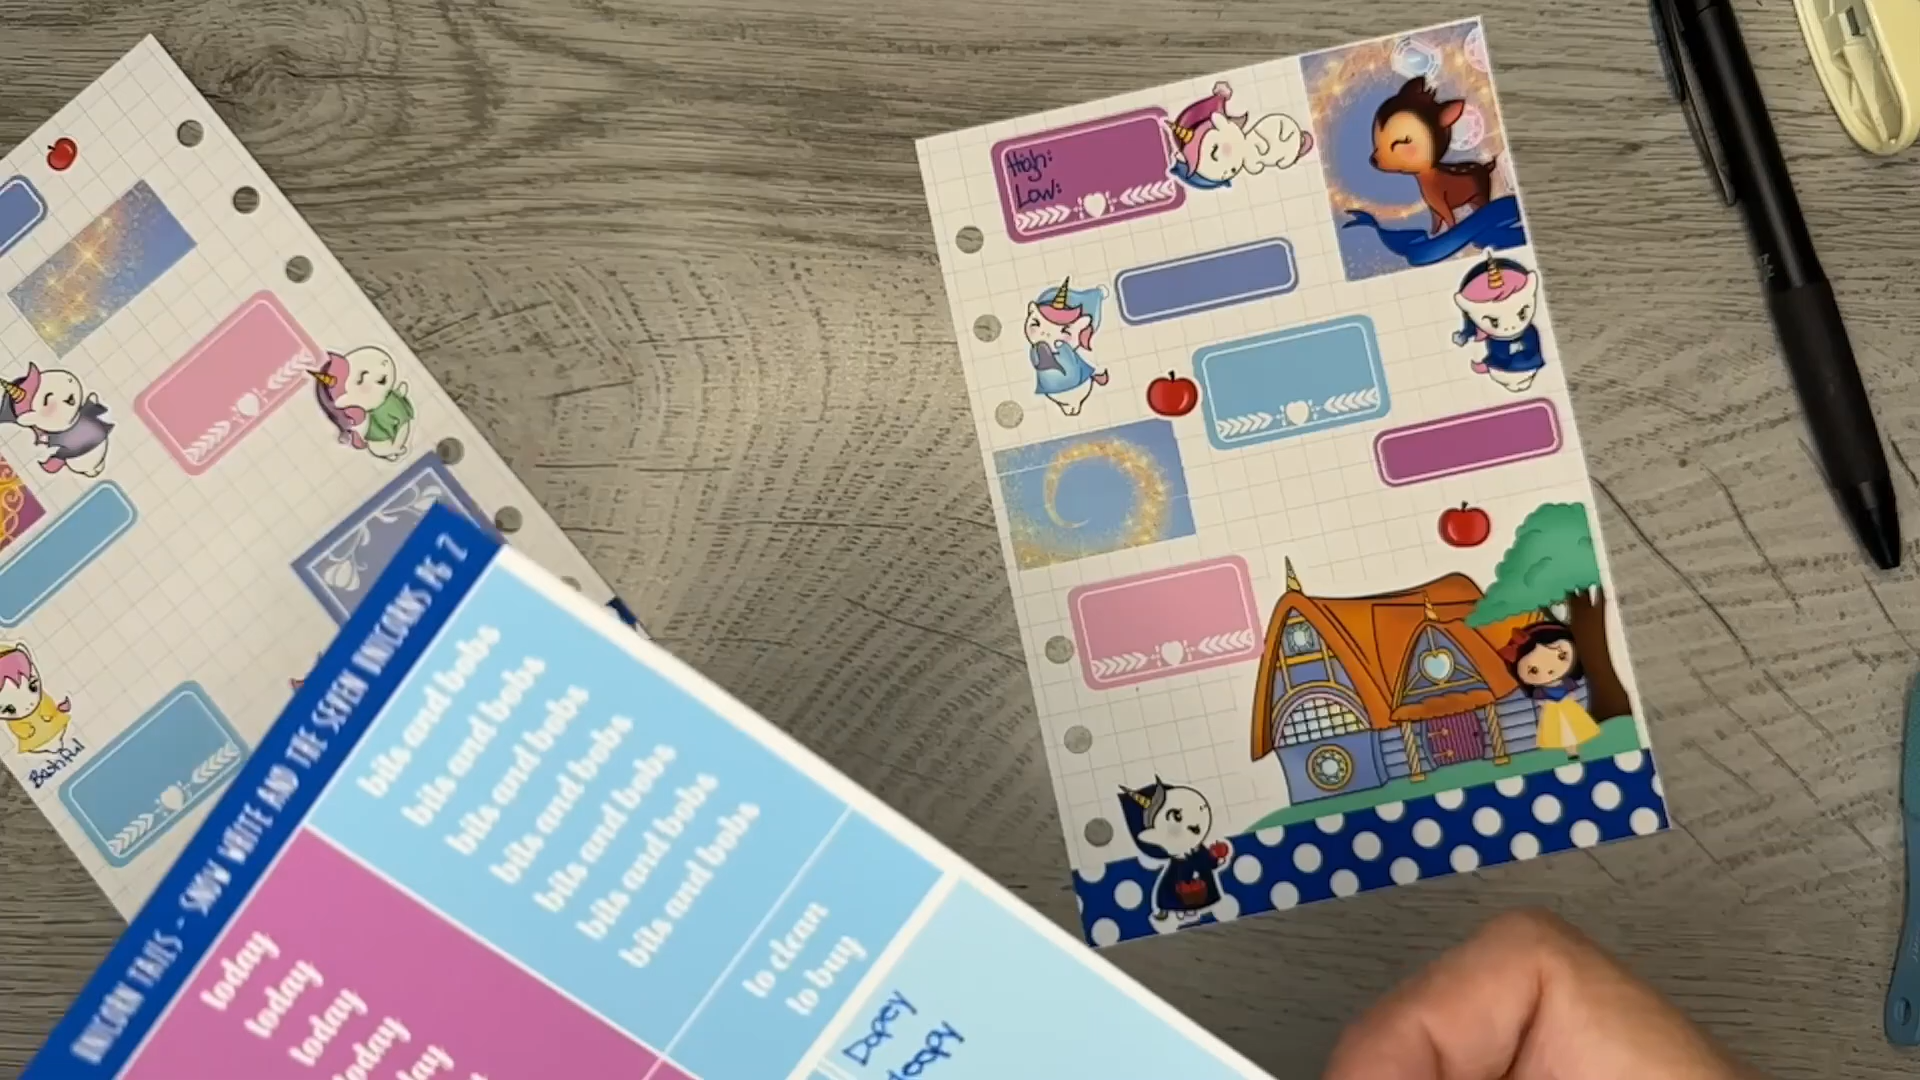 High:
Low:
Bashful
UNICORN TAILS - SNOW WRITE AND THE SEVEN UNICORNS PG 2
bits and bobs
bits and bobs
bits and bobs
bits and bobs
bits and bobs
bits and bobs
bits and bobs
to clean
to buy
today
today
today
today
Dopey